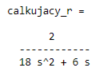 calkujacy_r =
2
------------
18 s^2 + 6 s